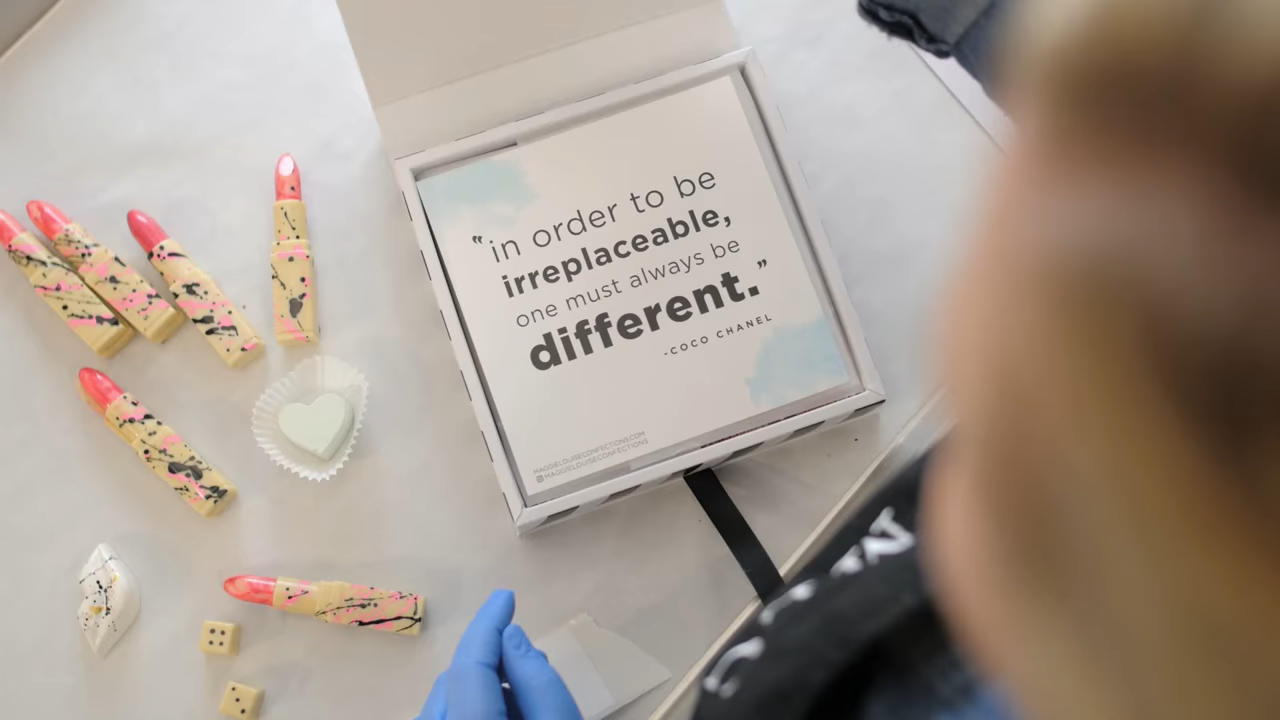 “in order to be
irreplaceable,
one must always be
different.”
-COCO CHANEL
MAGGIELOUISECONFECTIONS.COM
@MAGGIELOUISECONFECTIONS